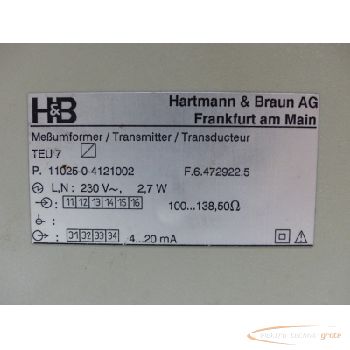 H&B
Hartmann & Braun AG
Frankfurt am Main
Meßumformer / Transmitter / Transducteur
TEU 7
P. 11025-0-4121002 F.6.472922.5
L,N : 230 V~, 2,7 W
: 11 12 13 14 15 16 100...138,50Ω
:
: 31 32 33 34 4...20 mA